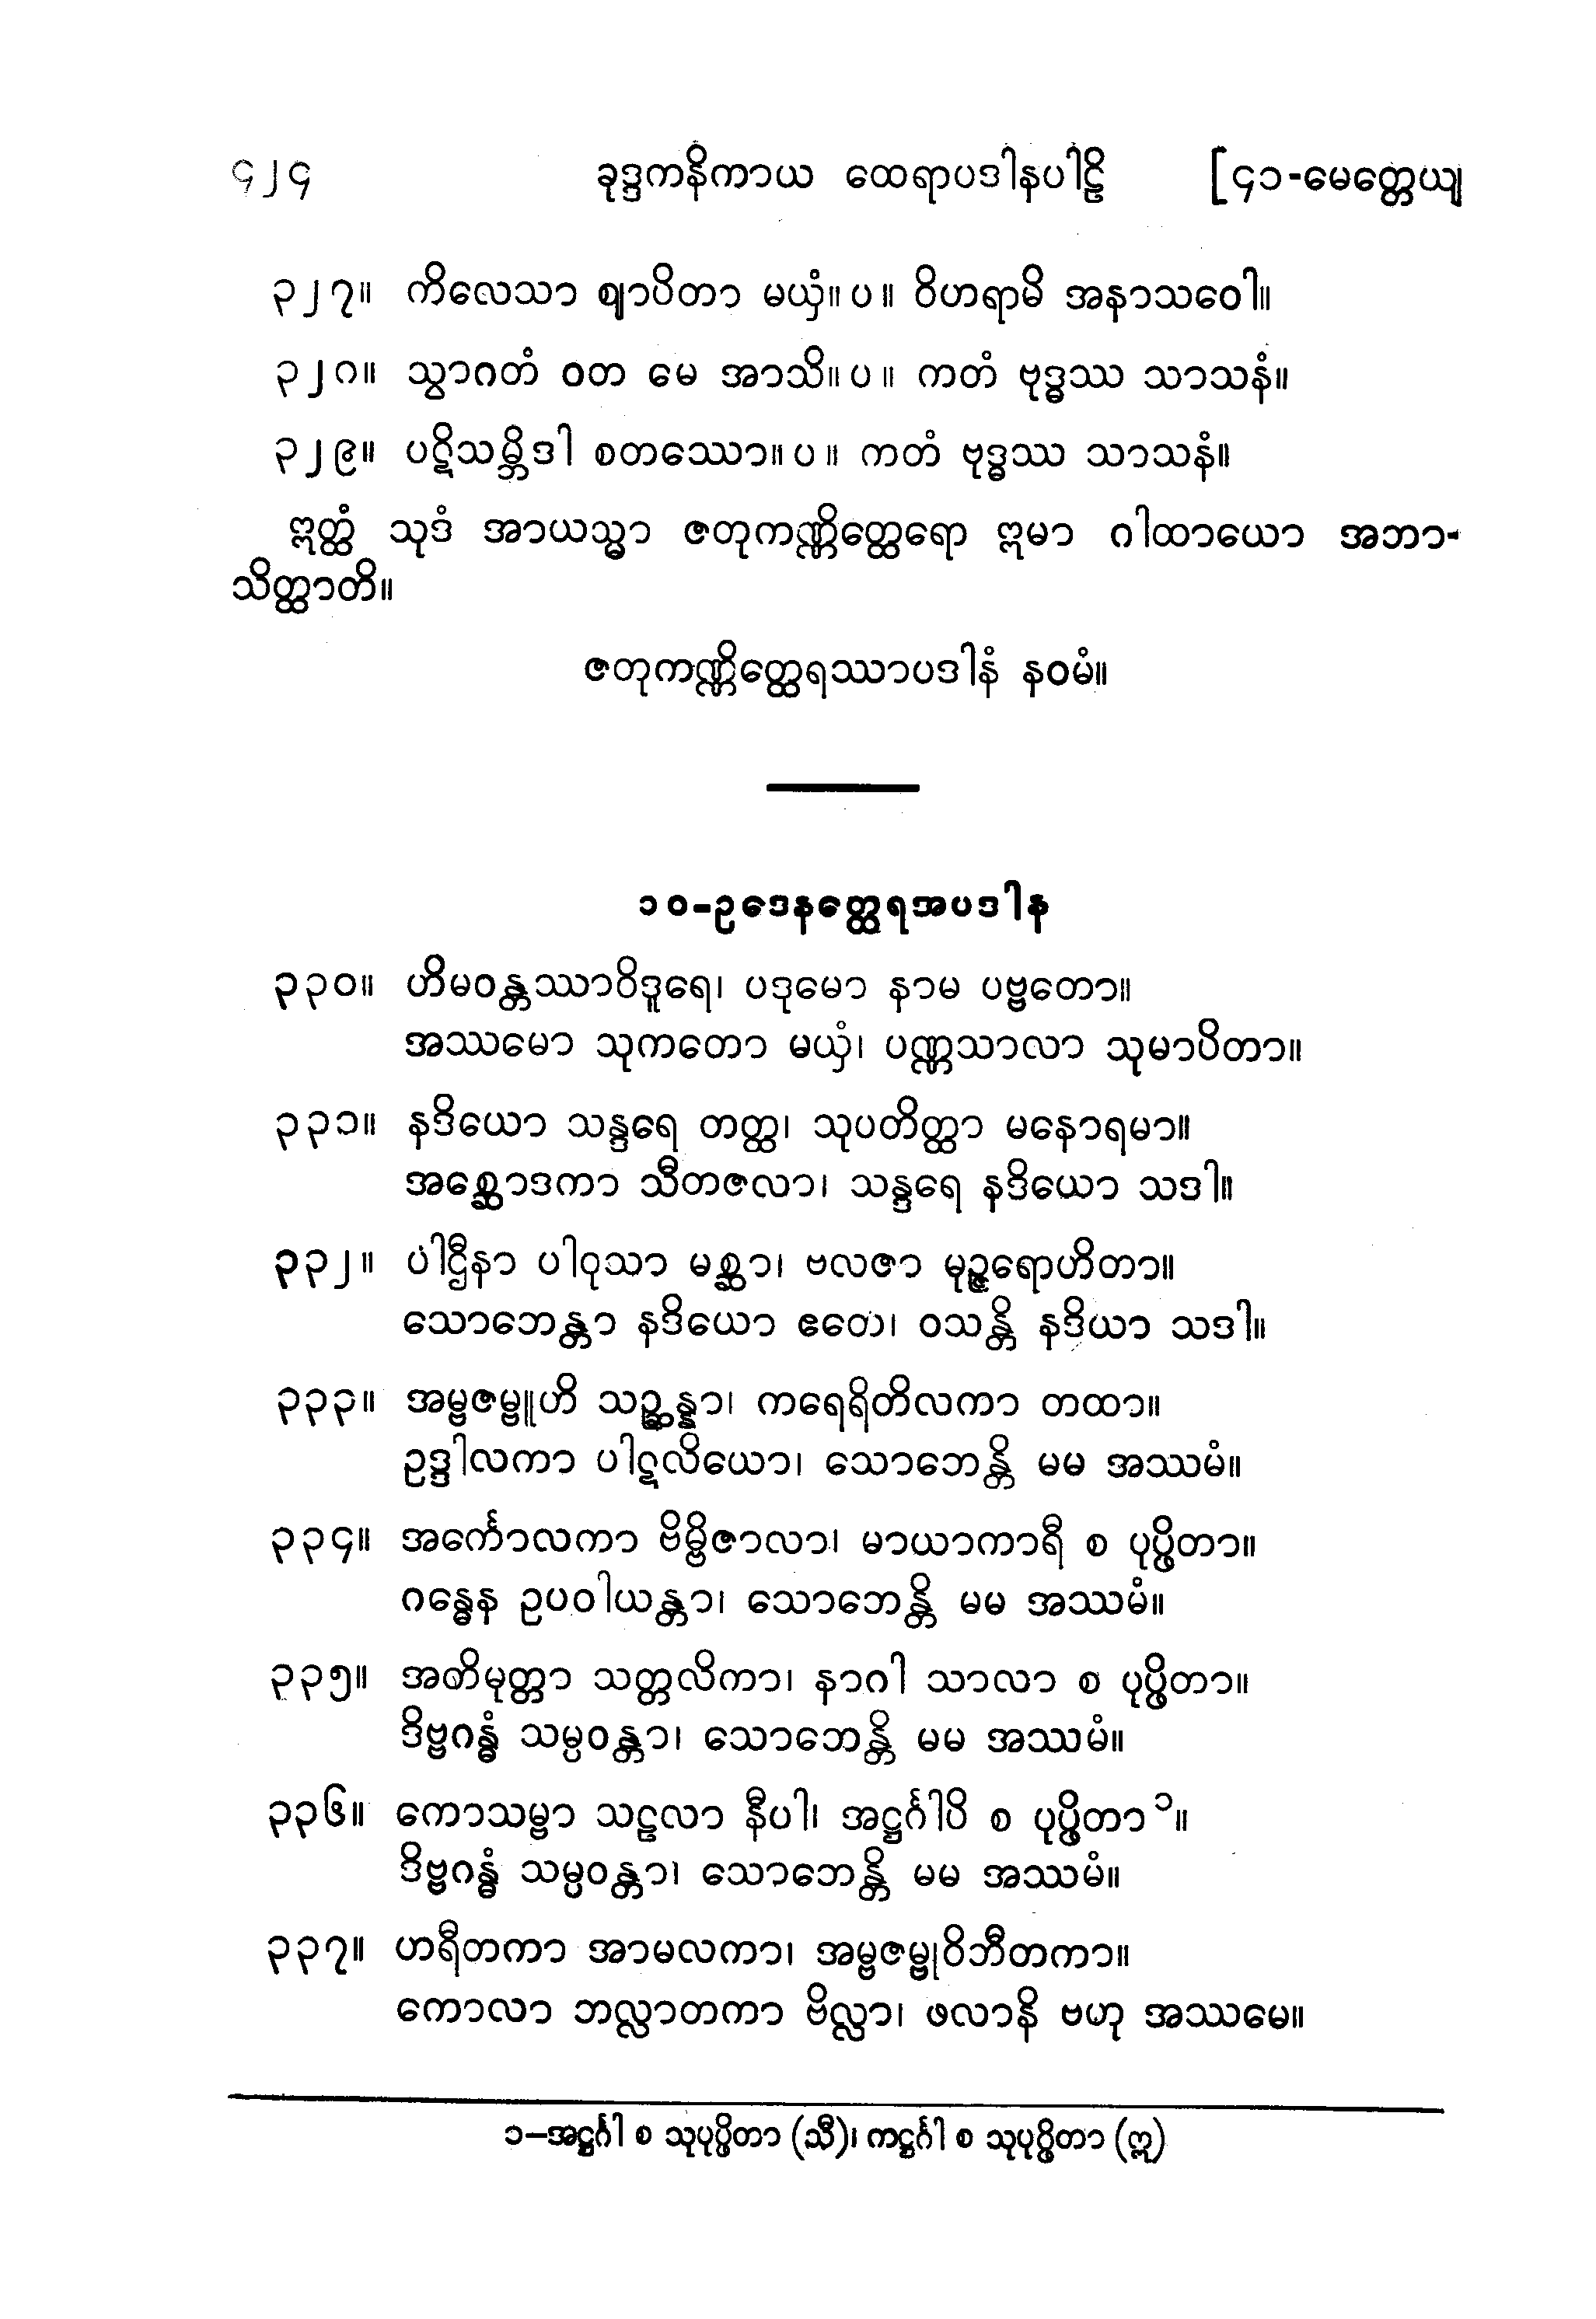 ၄၂၄ ခုဒ္ဒကနိကာယ ထေရာပဒါနပါဠိ [၄၁-မေတ္တေယျ
၃၂၇။ ကိလေသာ ဈာပိတာ မယှံ။ ပ ။ ဝိဟရာမိ အနာသဝေါ။
၃၂၈။ သွာဂတံ ဝတ မေ အာသိ။ ပ ။ ကတံ ဗုဒ္ဓဿ သာသနံ။
၃၂၉။ ပဋိသမ္ဘိဒါ စတဿော။ ပ ။ ကတံ ဗုဒ္ဓဿ သာသနံ။
ဣတ္ထံ သုဒံ အာယသ္မာ ဇတုကဏ္ဏိတ္ထေရော ဣမာ ဂါထာယော အဘာ-
သိတ္ထာတိ။
ဇတုကဏ္ဏိတ္ထေရဿာပဒါနံ နဝမံ။
၁၀-ဥဒေနတ္ထေရအပဒါန
၃၃၀။ ဟိမဝန္တဿာဝိဒူရေ၊ ပဒုမော နာမ ပဗ္ဗတော။
အဿမော သုကတော မယှံ၊ ပဏ္ဏသာလာ သုမာပိတာ။
၃၃၁။ နဒိယော သန္ဒရေ တတ္ထ၊ သုပတိတ္ထာ မနောရမာ။
အစ္ဆောဒကာ သီတဇလာ၊ သန္ဒရေ နဒိယော သဒါ။
၃၃၂။ ပါဌီနာ ပါဝုသာ မစ္ဆာ၊ ဗလဇာ မုဉ္ဇရောဟိတာ။
သောဘေန္တာ နဒိယော ဧတေ၊ ဝသန္တိ နဒိယာ သဒါ။
၃၃၃။ အမ္ဗဇမ္ဗူဟိ သဉ္ဆန္နာ၊ ကရေရိတိလကာ တထာ။
ဥဒ္ဒါလကာ ပါဋလိယော၊ သောဘေန္တိ မမ အဿမံ။
၃၃၄။ အင်္ကောလကာ ဗိမ္ဗိဇာလာ၊ မာယာကာရီ စ ပုပ္ဖိတာ။
ဂန္ဓေန ဥပဝါယန္တာ၊ သောဘေန္တိ မမ အဿမံ။
၃၃၅။ အတိမုတ္တာ သတ္တလိကာ၊ နာဂါ သာလာ စ ပုပ္ဖိတာ။
ဒိဗ္ဗဂန္ဓံ သမ္ပဝန္တာ၊ သောဘေန္တိ မမ အဿမံ။
၃၃၆။ ကောသမ္ဗာ သဠလာ နီပါ၊ အဋ္ဌင်္ဂါပိ စ ပုပ္ဖိတာ ၁။
ဒိဗ္ဗဂန္ဓံ သမ္ပဝန္တာ၊ သောဘေန္တိ မမ အဿမံ။
၃၃၇။ ဟရီတကာ အာမလကာ၊ အမ္ဗဇမ္ဗုဝိဘီတကာ။
ကောလာ ဘလ္လာတကာ ဗိလ္လာ၊ ဖလာနိ ဗဟု အဿမေ။
၁–အဋ္ဌင်္ဂါ စ သုပုပ္ဖိတာ (သီ)၊ ကဋ္ဌင်္ဂါ စ သုပုပ္ဖိတာ (ဣ)